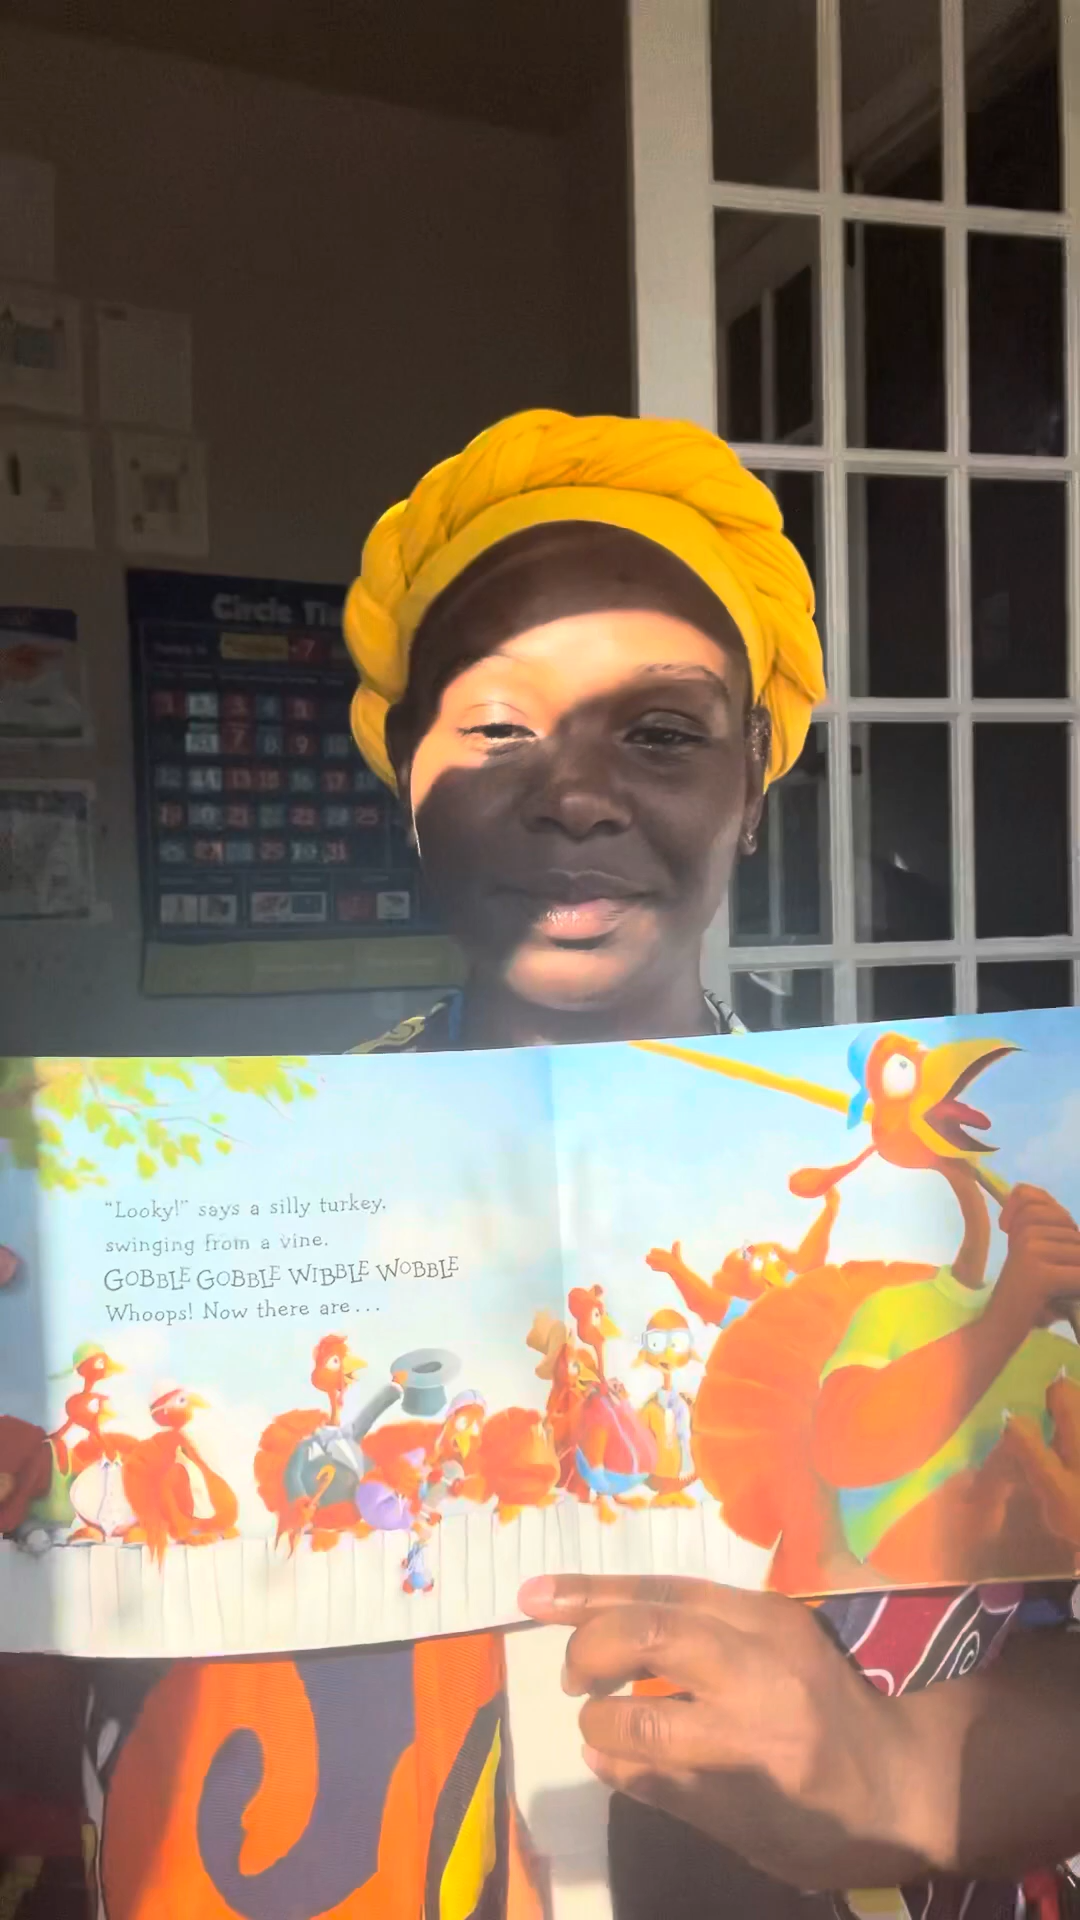 Circle Ti
"Looky!" says a silly turkey,
swinging from a vine.
GOBBLE GOBBLE WIBBLE WOBBLE
Whoops! Now there are...